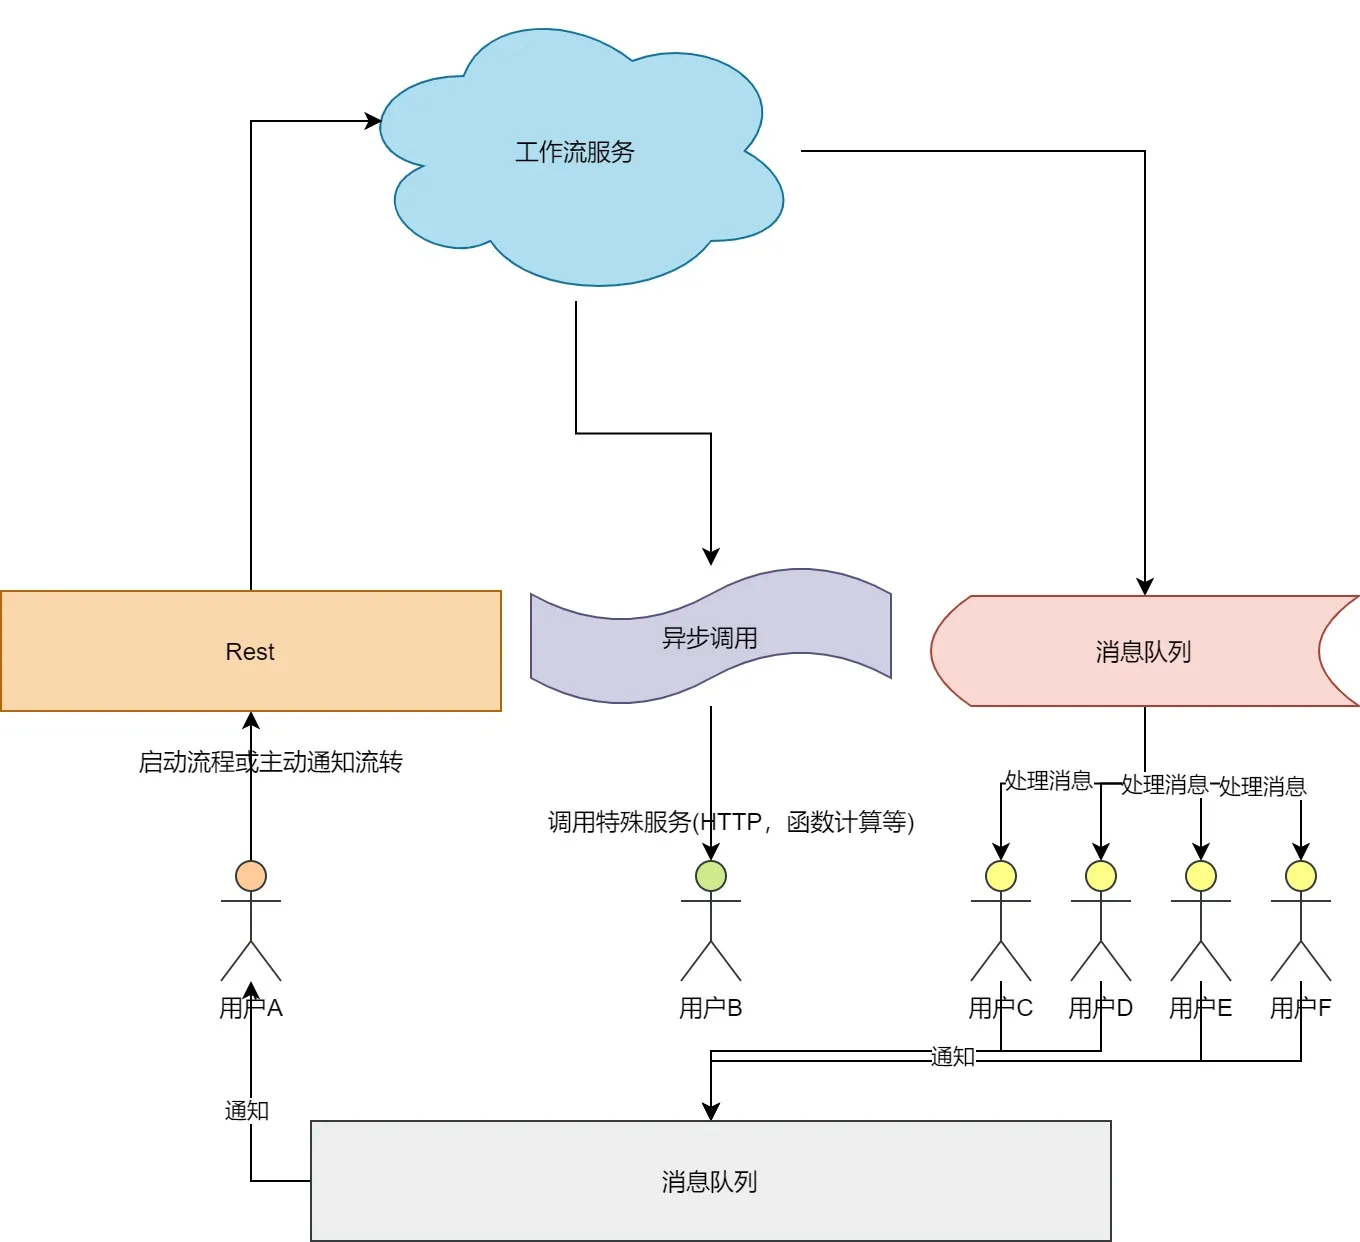 工作流服务
Rest
异步调用
消息队列
启动流程或主动通知流转
调用特殊服务(HTTP，函数计算等)
处理消息
处理消息
处理消息
用户A
用户B
用户C
用户D
用户E
用户F
通知
通知
消息队列